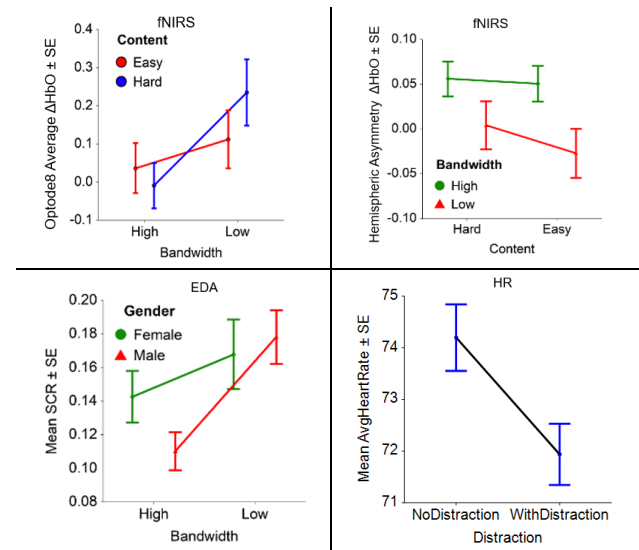 fNIRS
Optode8 Average ΔHbO ± SE
0.4
0.3
0.2
0.1
0.0
-0.1
Content
Easy
Hard
High
Low
Bandwidth
fNIRS
Hemispheric Asymmetry ΔHbO ± SE
0.10
0.05
0.00
-0.05
-0.10
Bandwidth
High
Low
Hard
Easy
Content
EDA
Mean SCR ± SE
0.20
0.18
0.16
0.14
0.12
0.10
0.08
Gender
Female
Male
High
Low
Bandwidth
HR
Mean AvgHeartRate ± SE
75
74
73
72
71
NoDistraction
WithDistraction
Distraction